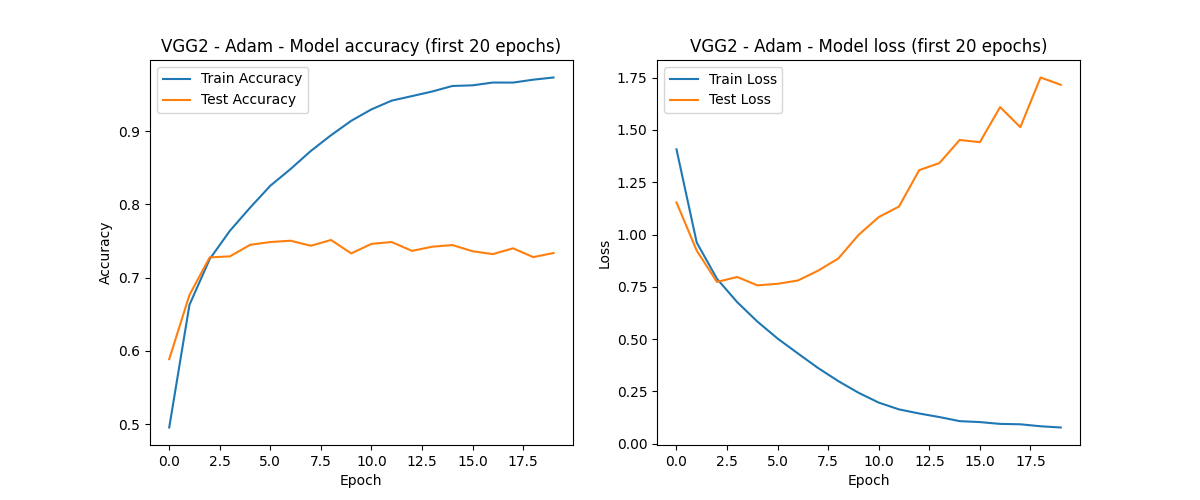 VGG2 - Adam - Model accuracy (first 20 epochs)
Train Accuracy
Test Accuracy
0.9
0.8
0.7
0.6
0.5
Accuracy
0.0 2.5 5.0 7.5 10.0 12.5 15.0 17.5
Epoch
VGG2 - Adam - Model loss (first 20 epochs)
Train Loss
Test Loss
1.75
1.50
1.25
1.00
0.75
0.50
0.25
0.00
Loss
0.0 2.5 5.0 7.5 10.0 12.5 15.0 17.5
Epoch